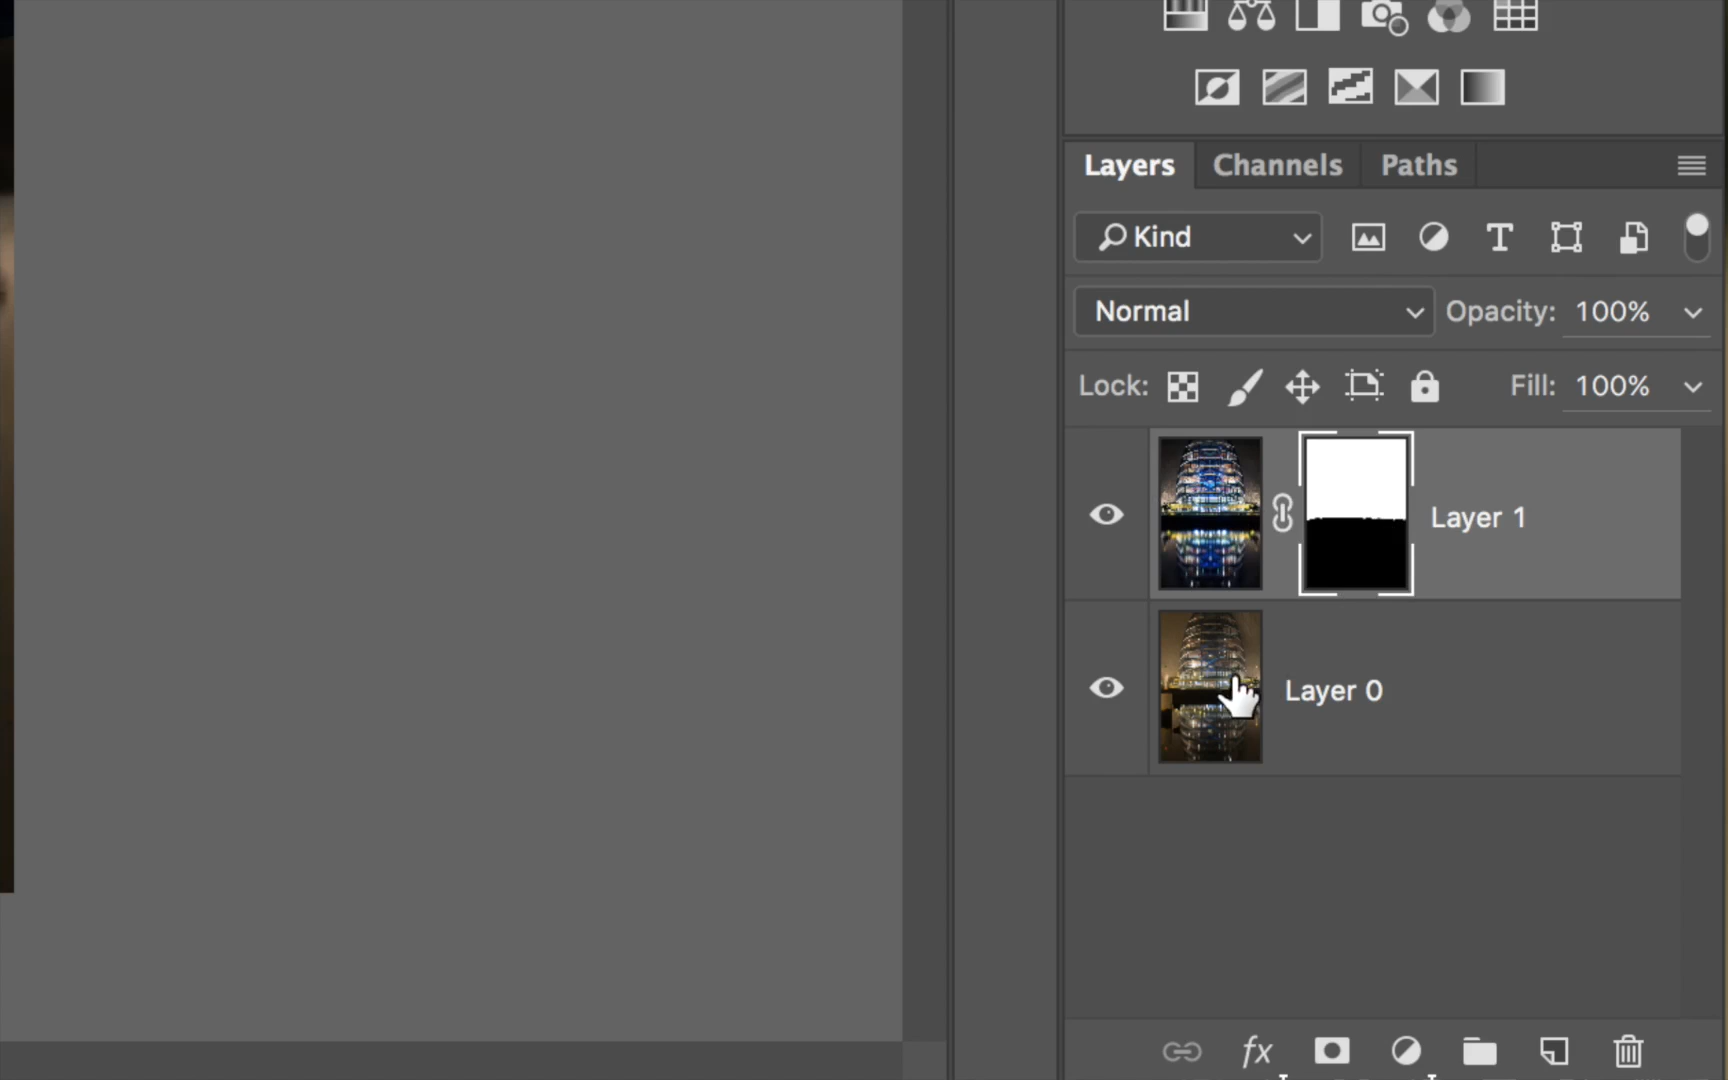 Layers Channels Paths
Kind
Normal Opacity: 100%
Lock: Fill: 100%
Layer 1
Layer 0
fx